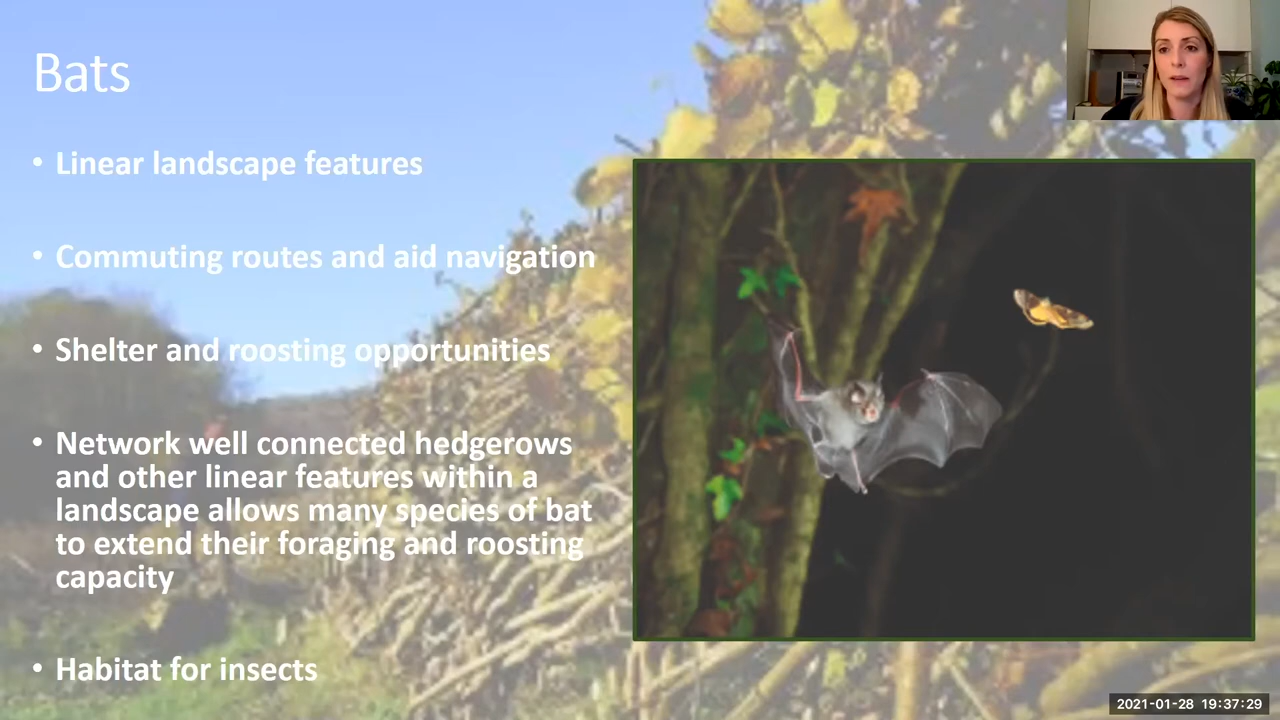 Bats
• Linear landscape features
• Commuting routes and aid navigation
• Shelter and roosting opportunities
• Network well connected hedgerows
and other linear features within a
landscape allows many species of bat
to extend their foraging and roosting
capacity
• Habitat for insects
2021-01-28 19:37:29